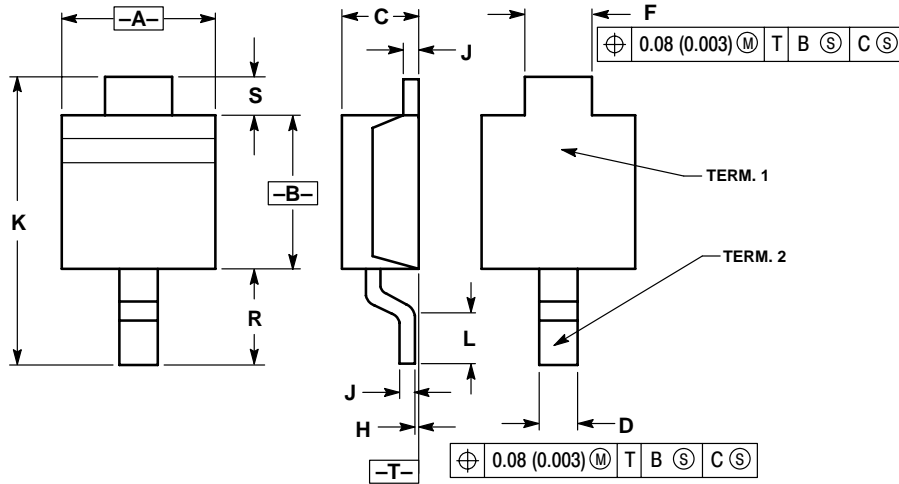 –A–
C
F
⌖ 0.08 (0.003) Ⓜ T B Ⓢ C Ⓢ
J
S
K
–B–
TERM. 1
TERM. 2
R
L
J
H
D
–T–
⌖ 0.08 (0.003) Ⓜ T B Ⓢ C Ⓢ